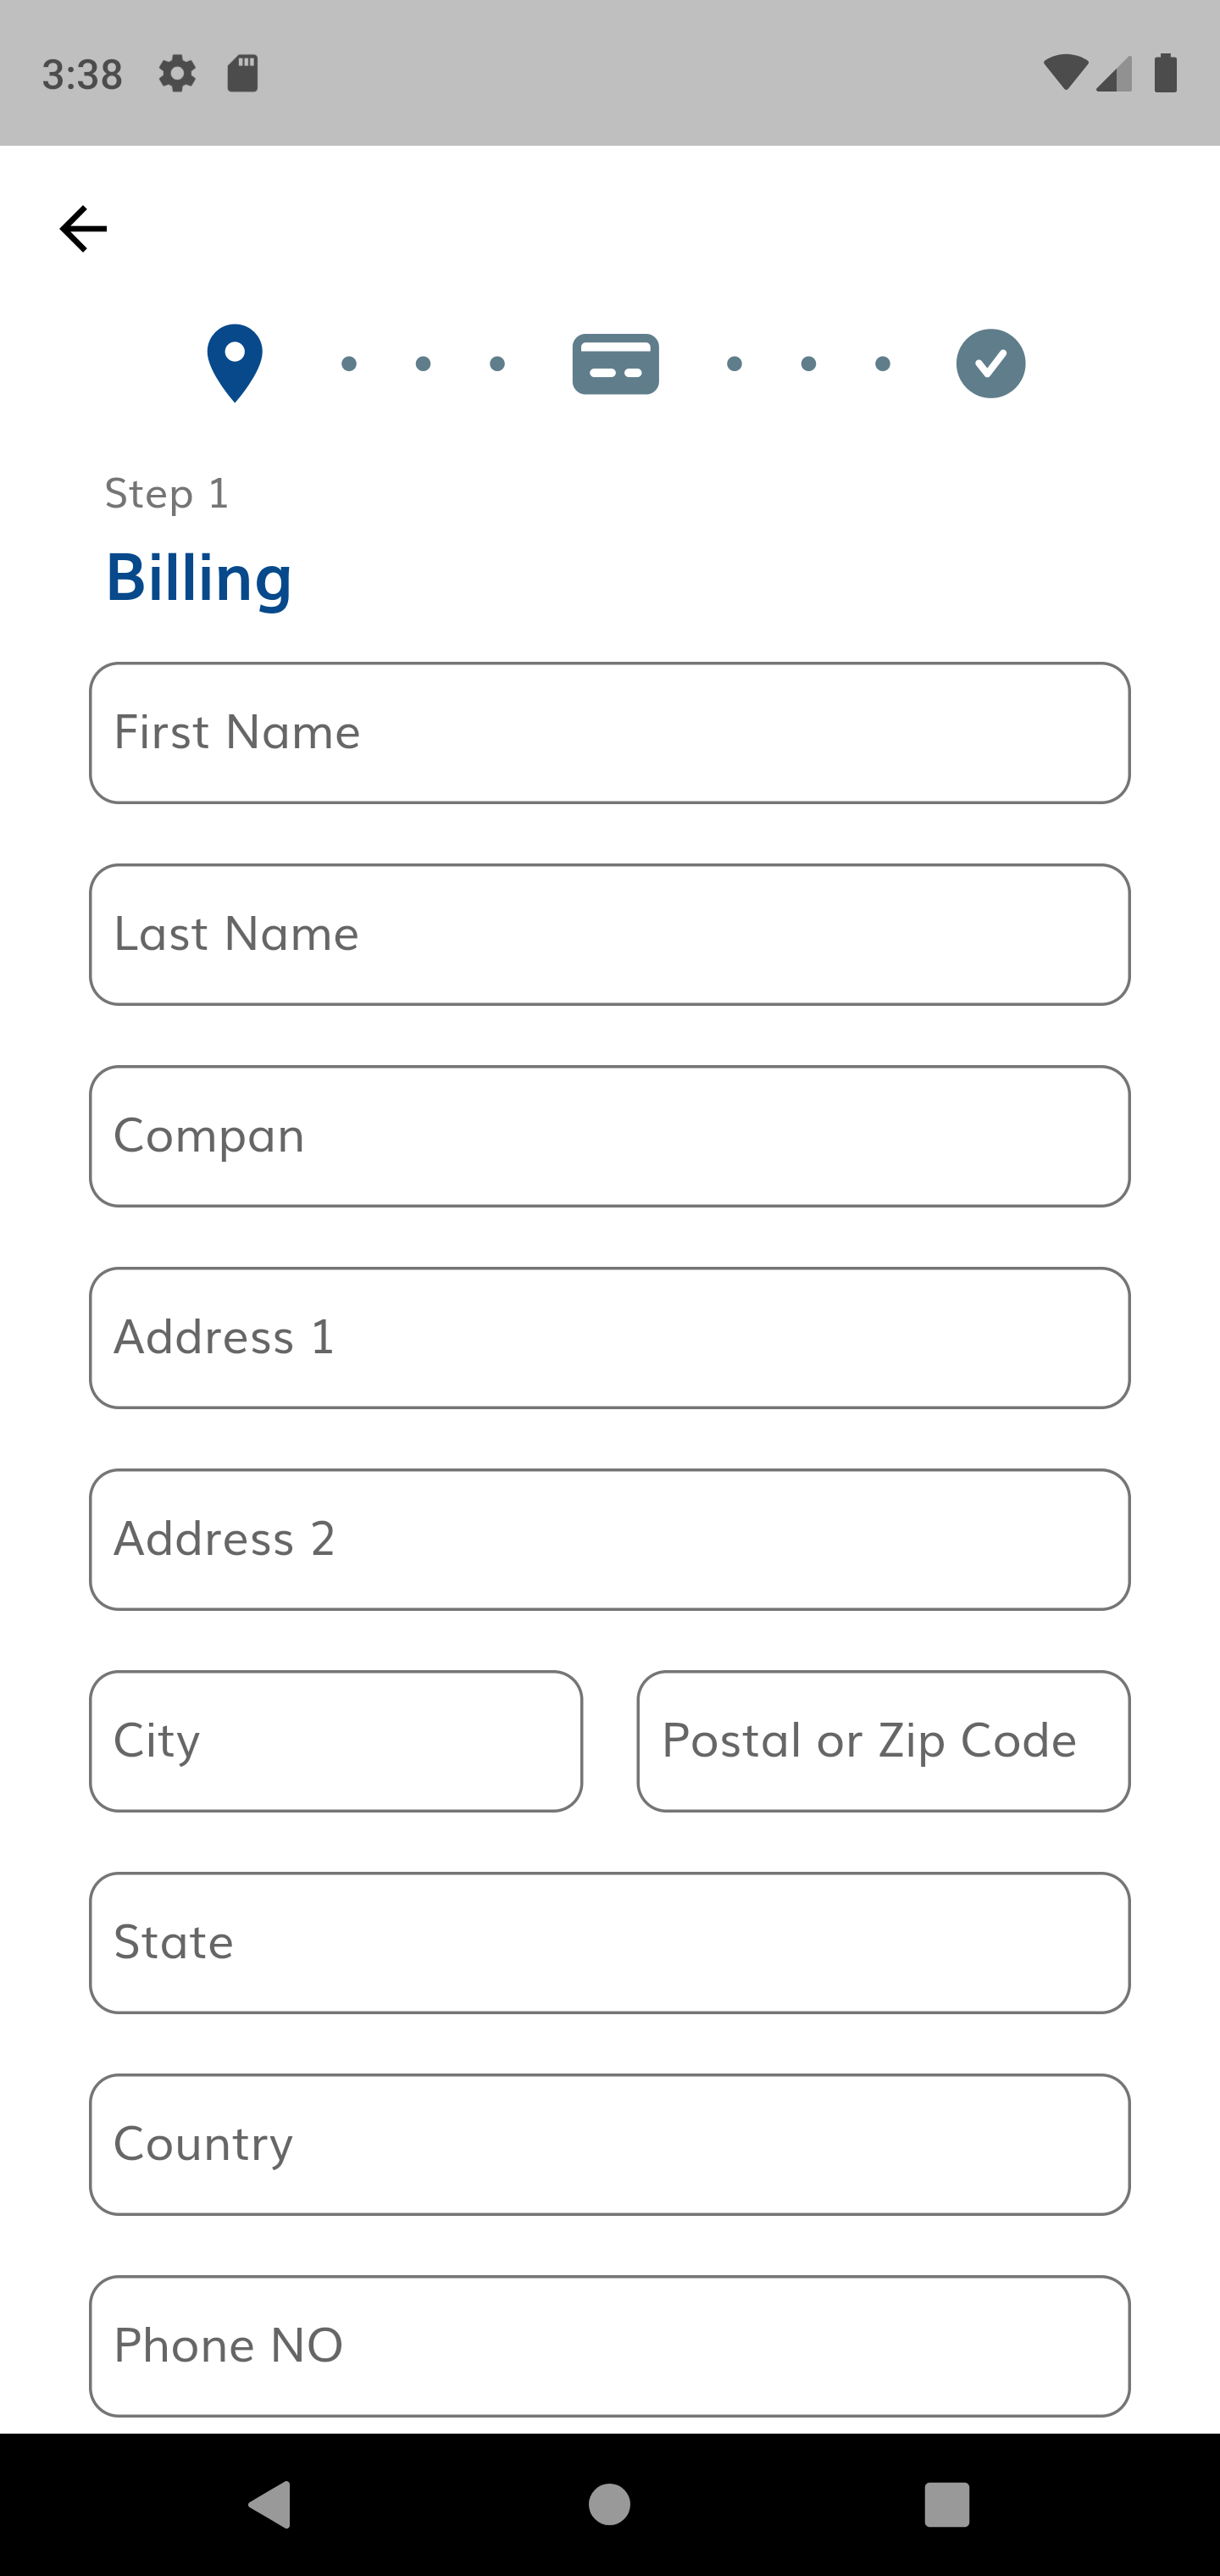 3:38
Step 1
Billing
First Name
Last Name
Compan
Address 1
Address 2
City
Postal or Zip Code
State
Country
Phone NO